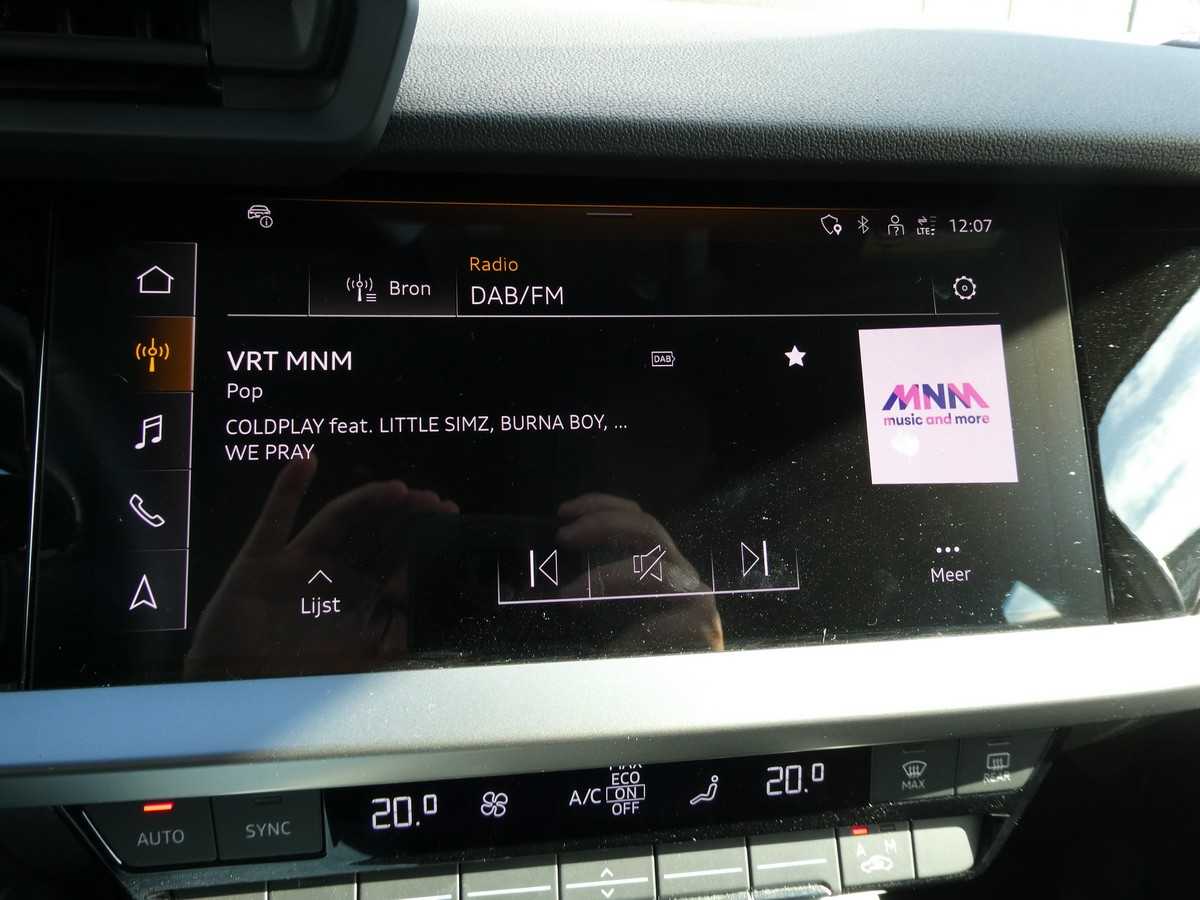 LTE 12:07
Radio
Bron DAB/FM
VRT MNM
DAB
Pop
COLDPLAY feat. LITTLE SIMZ, BURNA BOY, ...
WE PRAY
MNM
music and more
Lijst
Meer
MAX
ECO
A/C ON
OFF
20.0
20.0
MAX
REAR
AUTO
SYNC
A M